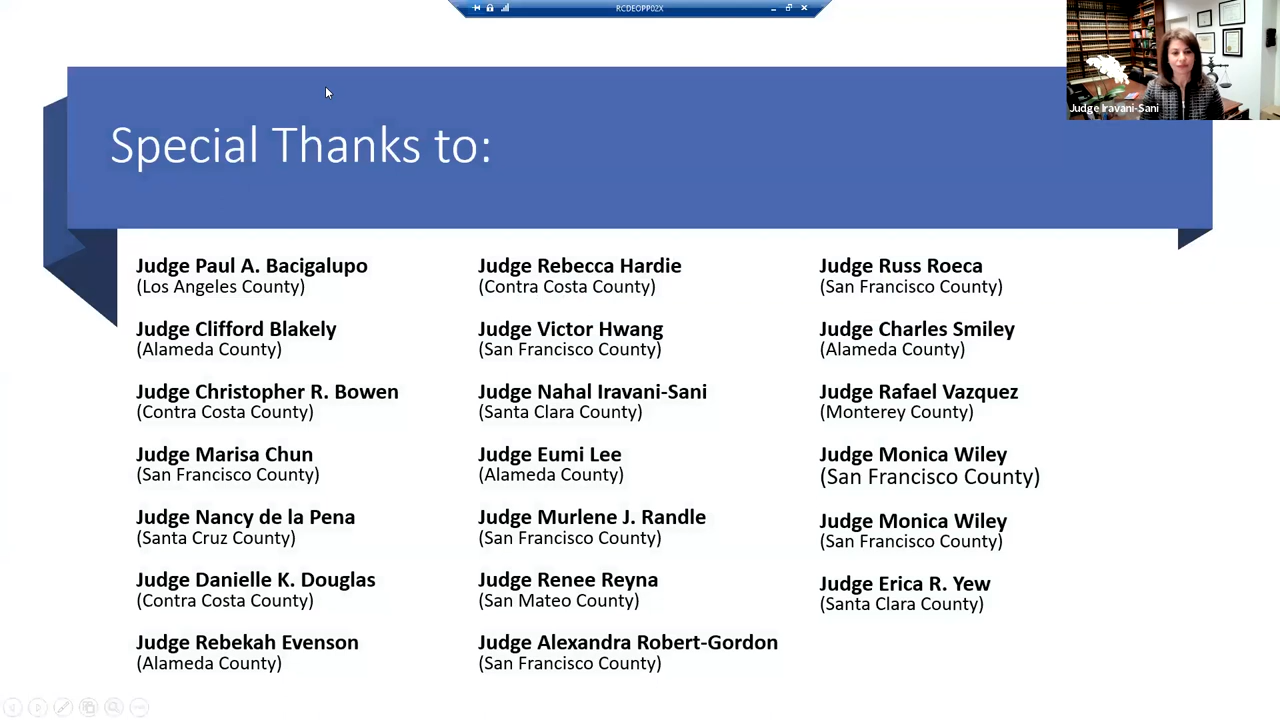 RCDEOPP02X
Judge Iravani-Sani
Special Thanks to:
Judge Paul A. Bacigalupo
(Los Angeles County)
Judge Clifford Blakely
(Alameda County)
Judge Christopher R. Bowen
(Contra Costa County)
Judge Marisa Chun
(San Francisco County)
Judge Nancy de la Pena
(Santa Cruz County)
Judge Danielle K. Douglas
(Contra Costa County)
Judge Rebekah Evenson
(Alameda County)
Judge Rebecca Hardie
(Contra Costa County)
Judge Victor Hwang
(San Francisco County)
Judge Nahal Iravani-Sani
(Santa Clara County)
Judge Eumi Lee
(Alameda County)
Judge Murlene J. Randle
(San Francisco County)
Judge Renee Reyna
(San Mateo County)
Judge Alexandra Robert-Gordon
(San Francisco County)
Judge Russ Roeca
(San Francisco County)
Judge Charles Smiley
(Alameda County)
Judge Rafael Vazquez
(Monterey County)
Judge Monica Wiley
(San Francisco County)
Judge Monica Wiley
(San Francisco County)
Judge Erica R. Yew
(Santa Clara County)